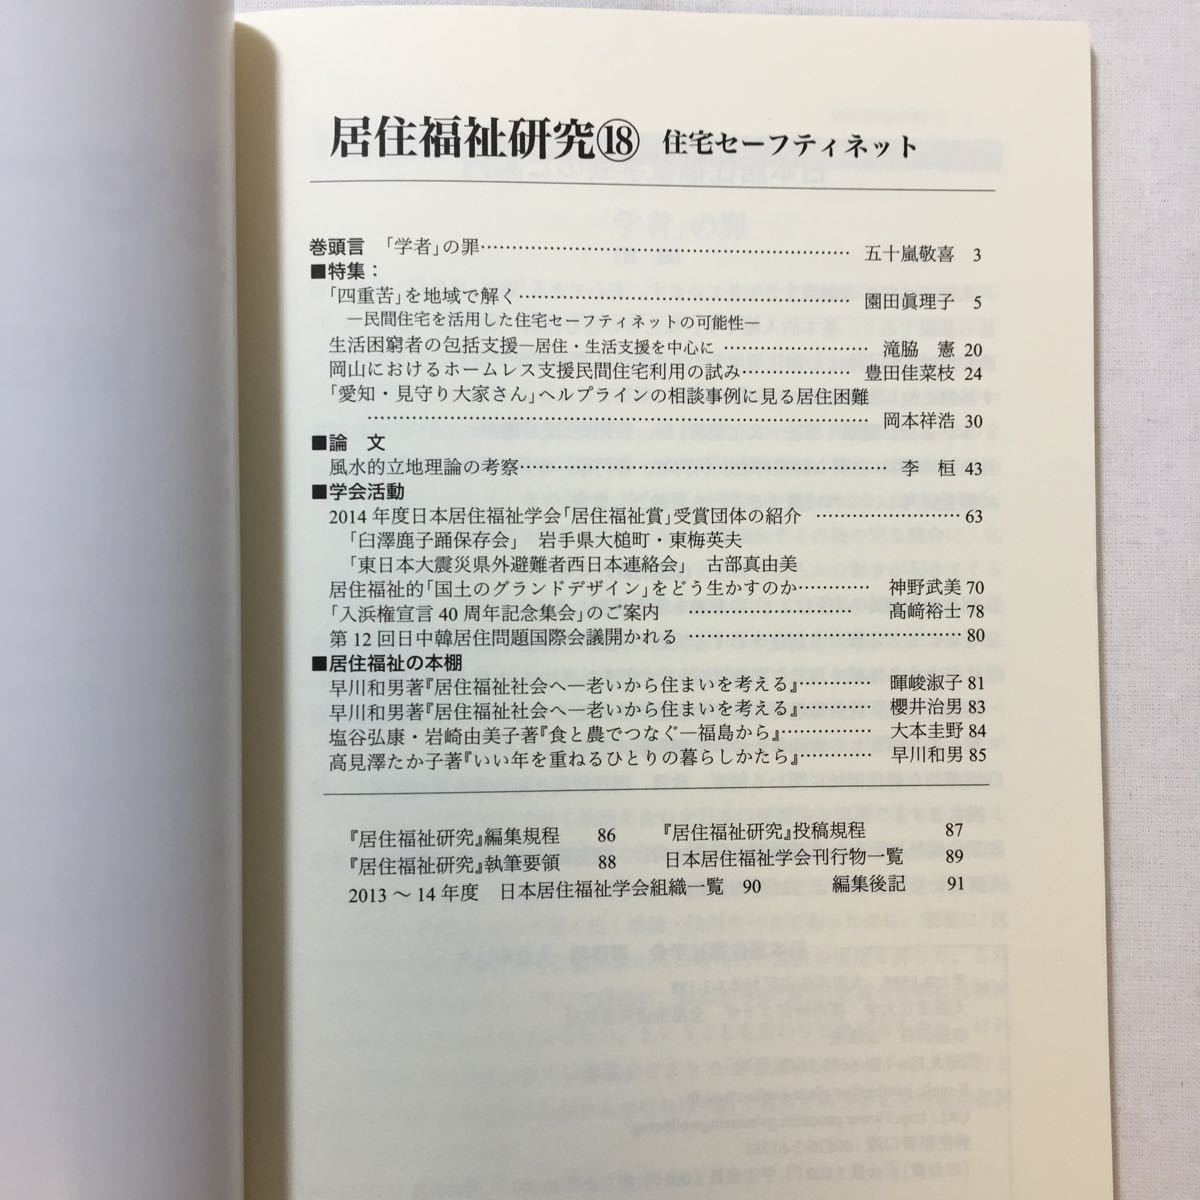 居住福祉研究⑱ 住宅セーフティネット
巻頭言 「学者」の罪…………………………………………………… 五十嵐敬喜 3
■特集：
「四重苦」を地域で解く……………………………………………… 園田眞理子 5
―民間住宅を活用した住宅セーフティネットの可能性―
生活困窮者の包括支援―居住・生活支援を中心に …………………… 滝脇 憲 20
岡山におけるホームレス支援民間住宅利用の試み……………… 豊田佳菜枝 24
「愛知・見守り大家さん」ヘルプラインの相談事例に見る居住困難
……………………………………………………………………… 岡本祥浩 30
■論 文
風水的立地理論の考察…………………………………………………… 李 桓 43
■学会活動
2014 年度日本居住福祉学会「居住福祉賞」受賞団体の紹介 …………………… 63
「臼澤鹿子踊保存会」 岩手県大槌町・東梅英夫
「東日本大震災県外避難者西日本連絡会」 古部真由美
居住福祉的「国土のグランドデザイン」をどう生かすのか………… 神野武美 70
「入浜権宣言 40 周年記念集会」のご案内 ………………………… 髙﨑裕士 78
第 12 回日中韓居住問題国際会議開かれる ……………………………………… 80
■居住福祉の本棚
早川和男著『居住福祉社会へ―老いから住まいを考える』………… 暉峻淑子 81
早川和男著『居住福祉社会へ―老いから住まいを考える』………… 櫻井治男 83
塩谷弘康・岩崎由美子著『食と農でつなぐ―福島から』…………… 大本圭野 84
高見澤たか子著『いい年を重ねるひとりの暮らしかたら』………… 早川和男 85
『居住福祉研究』編集規程 86 『居住福祉研究』投稿規程 87
『居住福祉研究』執筆要領 88 日本居住福祉学会刊行物一覧 89
2013 ～ 14 年度 日本居住福祉学会組織一覧 90 編集後記 91